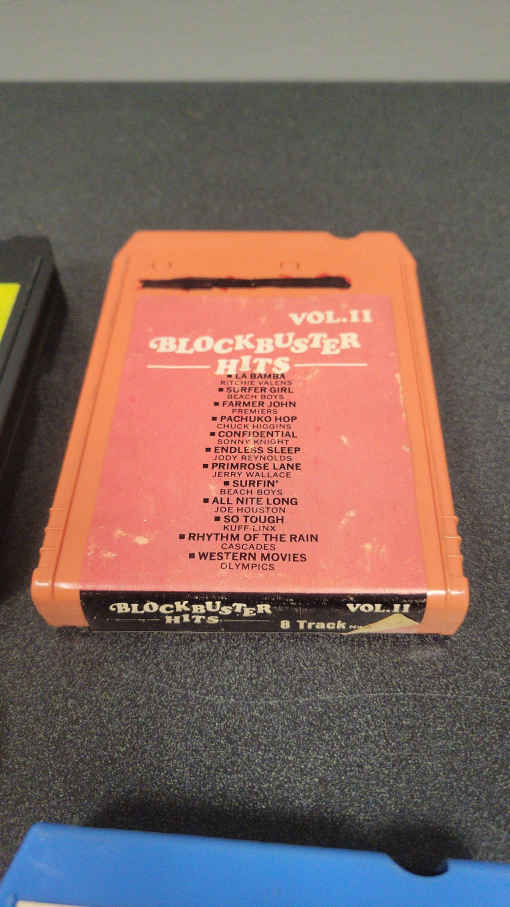 VOL.II
BLOCKBUSTER
HITS
■ LA BAMBA
RITCHIE VALENS
■ SURFER GIRL
BEACH BOYS
■ FARMER JOHN
PREMIERS
■ PACHUKO HOP
CHUCK HIGGINS
■ CONFIDENTIAL
SONNY KNIGHT
■ ENDLESS SLEEP
JODY REYNOLDS
■ PRIMROSE LANE
JERRY WALLACE
■ SURFIN'
BEACH BOYS
■ ALL NITE LONG
JOE HOUSTON
■ SO TOUGH
KUFF-LINX
■ RHYTHM OF THE RAIN
CASCADES
■ WESTERN MOVIES
OLYMPICS
BLOCKBUSTER
HITS
VOL.II
8 Track